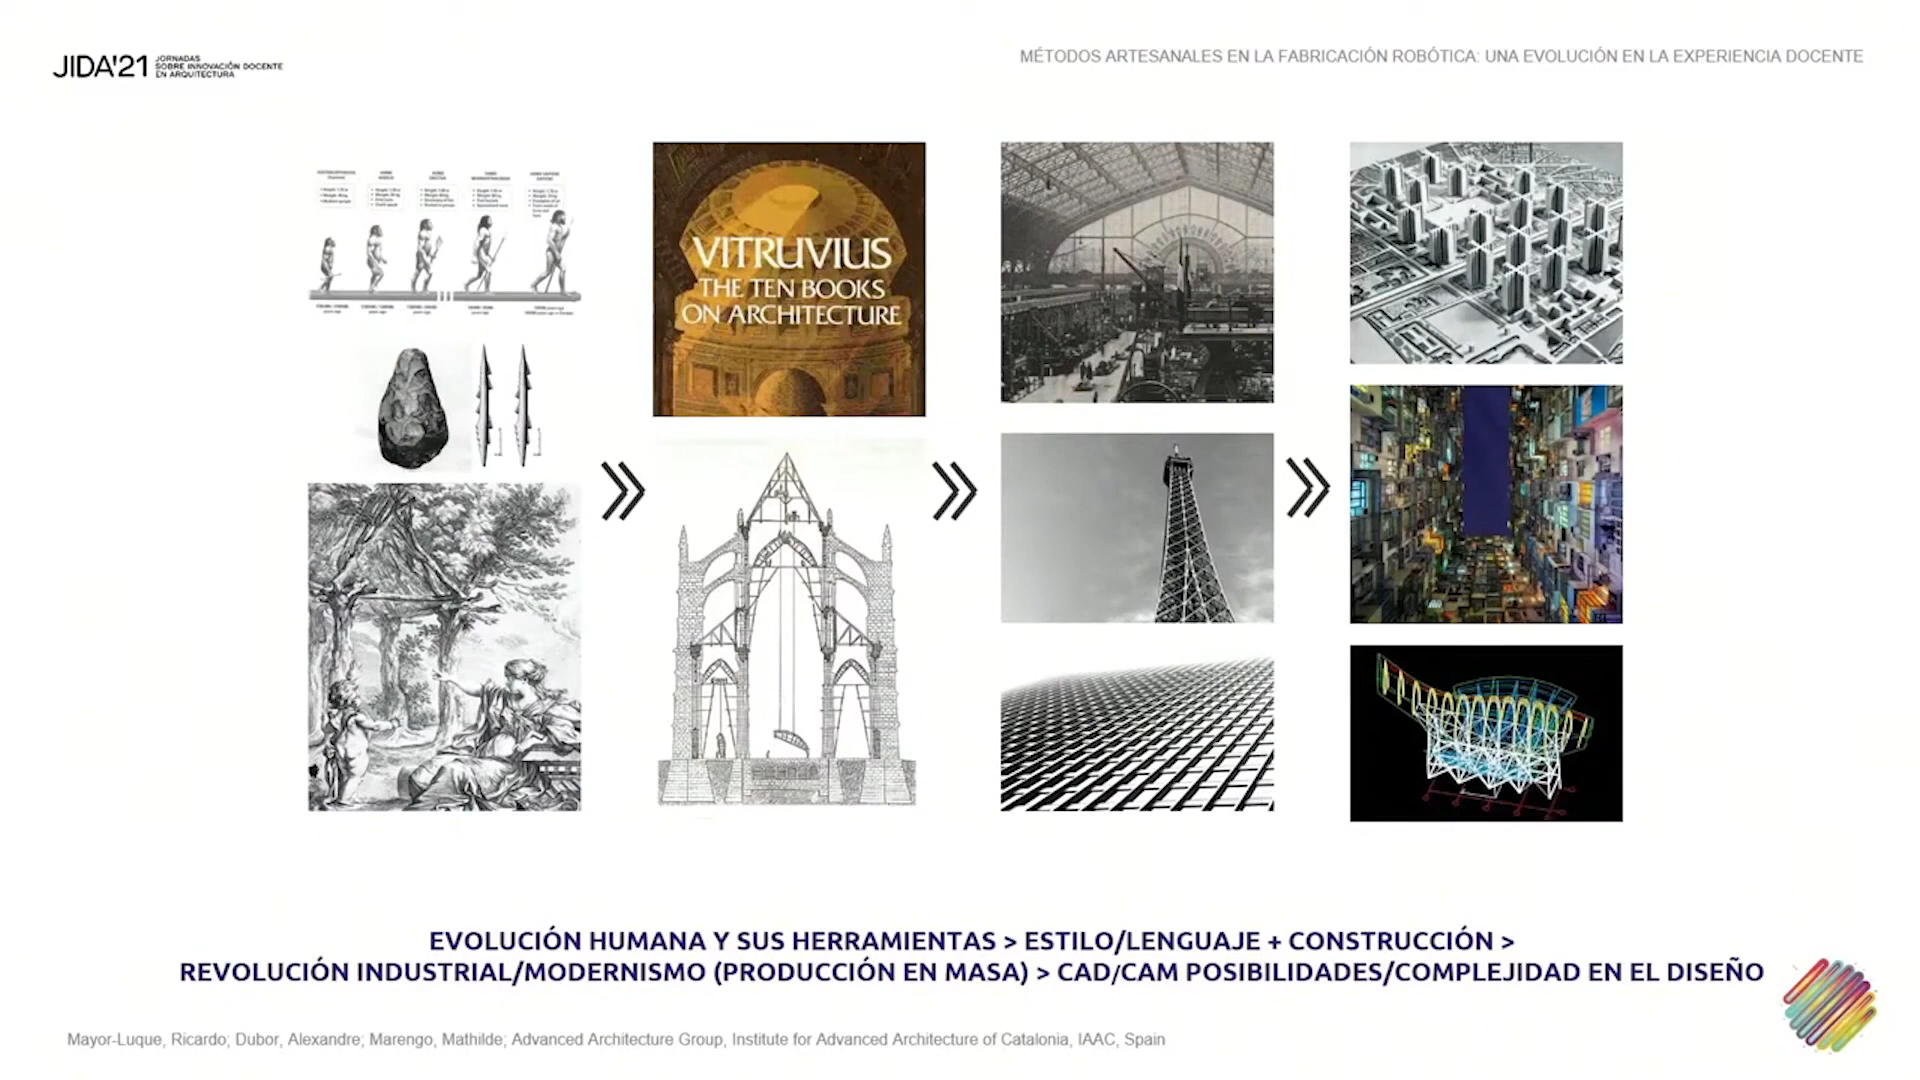 JIDA'21 JORNADAS
SOBRE INNOVACIÓN DOCENTE
EN ARQUITECTURA
MÉTODOS ARTESANALES EN LA FABRICACIÓN ROBÓTICA: UNA EVOLUCIÓN EN LA EXPERIENCIA DOCENTE
VITRUVIUS
THE TEN BOOKS
ON ARCHITECTURE
EVOLUCIÓN HUMANA Y SUS HERRAMIENTAS > ESTILO/LENGUAJE + CONSTRUCCIÓN >
REVOLUCIÓN INDUSTRIAL/MODERNISMO (PRODUCCIÓN EN MASA) > CAD/CAM POSIBILIDADES/COMPLEJIDAD EN EL DISEÑO
Mayor-Luque, Ricardo; Dubor, Alexandre; Marengo, Mathilde; Advanced Architecture Group, Institute for Advanced Architecture of Catalonia, IAAC, Spain